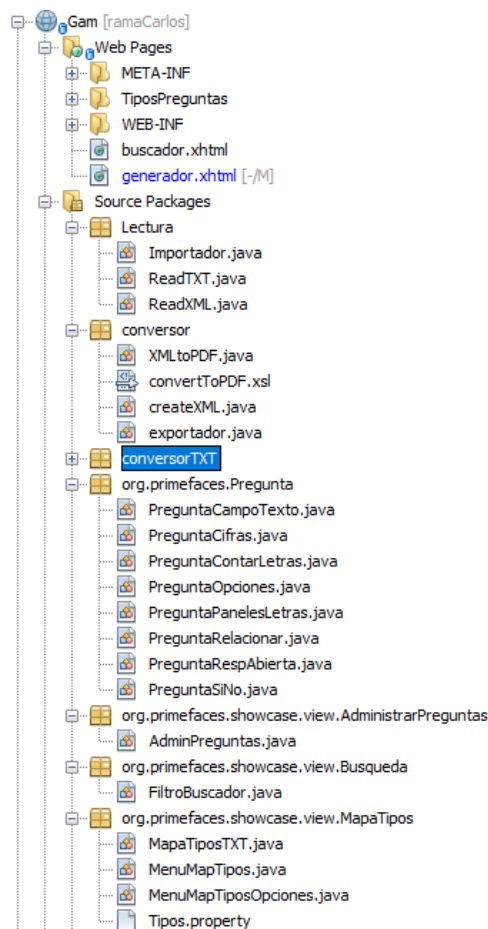 Gam [ramaCarlos]
Web Pages
META-INF
TiposPreguntas
WEB-INF
buscador.xhtml
generador.xhtml [-/M]
Source Packages
Lectura
Importador.java
ReadTXT.java
ReadXML.java
conversor
XMLtoPDF.java
convertToPDF.xsl
createXML.java
exportador.java
conversorTXT
org.primefaces.Pregunta
PreguntaCampoTexto.java
PreguntaCifras.java
PreguntaContarLetras.java
PreguntaOpciones.java
PreguntaPanelesLetras.java
PreguntaRelacionar.java
PreguntaRespAbierta.java
PreguntaSiNo.java
org.primefaces.showcase.view.AdministrarPreguntas
AdminPreguntas.java
org.primefaces.showcase.view.Busqueda
FiltroBuscador.java
org.primefaces.showcase.view.MapaTipos
MapaTiposTXT.java
MenuMapTipos.java
MenuMapTiposOpciones.java
Tipos.property